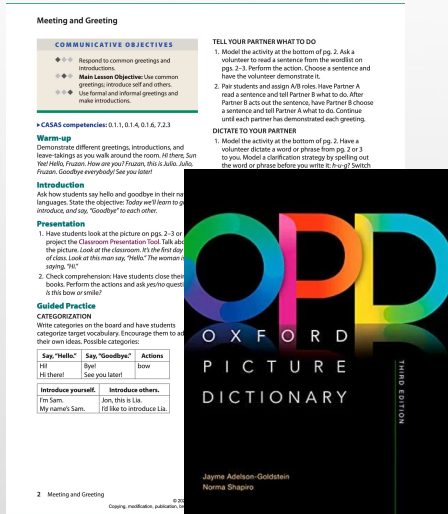 Meeting and Greeting
COMMUNICATIVE OBJECTIVES
Respond to common greetings and
introductions.
Main Lesson Objective: Use common
greetings; introduce self and others.
Use formal and informal greetings and
make introductions.
▶ CASAS competencies: 0.1.1, 0.1.4, 0.1.6, 7.2.3
Warm-up
Demonstrate different greetings, introductions, and
leave-takings as you walk around the room. Hi there, Sun
Yee! Hello, Fruzan. How are you? Fruzan, this is Julio. Julio,
Fruzan. Goodbye everybody! See you later!
Introduction
Ask how students say hello and goodbye in their
languages. State the objective: Today we'll learn to
introduce, and say, "Goodbye" to each other.
Presentation
1. Have students look at the picture on pgs. 2–3 or
project the Classroom Presentation Tool. Talk
the picture. Look at the classroom. It's the first day
of class. Look at this man say, "Hello." The woman
saying, "Hi."
2. Check comprehension: Have students close their
books. Perform the actions and ask yes/no
Is this bow or smile?
Guided Practice
CATEGORIZATION
Write categories on the board and have students
categorize target vocabulary. Encourage them to
their own ideas. Possible categories:
Say, "Hello." Say, "Goodbye." Actions
Hi! Bye! bow
Hi there! See you later!
Introduce yourself. Introduce others.
I'm Sam. Jon, this is Lia.
My name's Sam. I'd like to introduce Lia.
2 Meeting and Greeting
Copying, modification, publication,
TELL YOUR PARTNER WHAT TO DO
1. Model the activity at the bottom of pg. 2. Ask a
volunteer to read a sentence from the wordlist on
pgs. 2–3. Perform the action. Choose a sentence and
have the volunteer demonstrate it.
2. Pair students and assign A/B roles. Have Partner A
read a sentence and tell Partner B what to do. After
Partner B acts out the sentence, have Partner B choose
a sentence and tell Partner A what to do. Continue
until each partner has demonstrated each greeting.
DICTATE TO YOUR PARTNER
1. Model the activity at the bottom of pg. 2. Have a
volunteer dictate a word or phrase from pg. 2 or 3
to you. Model a clarification strategy by spelling out
the word or phrase before you write it: h-u-g? Switch
OPD
OXFORD
PICTURE
DICTIONARY
THIRD EDITION
Jayme Adelson-Goldstein
Norma Shapiro